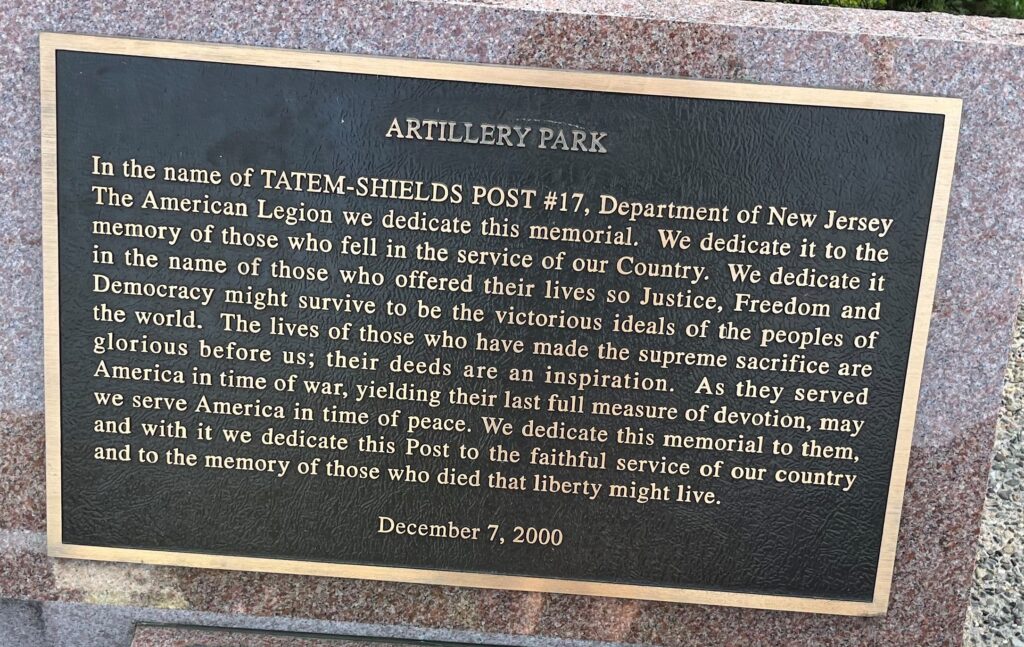 ARTILLERY PARK
In the name of TATEM-SHIELDS POST #17, Department of New Jersey
The American Legion we dedicate this memorial. We dedicate it to the
memory of those who fell in the service of our Country. We dedicate it
in the name of those who offered their lives so Justice, Freedom and
Democracy might survive to be the victorious ideals of the peoples of
the world. The lives of those who have made the supreme sacrifice are
glorious before us; their deeds are an inspiration. As they served
America in time of war, yielding their last full measure of devotion, may
we serve America in time of peace. We dedicate this memorial to them,
and with it we dedicate this Post to the faithful service of our country
and to the memory of those who died that liberty might live.
December 7, 2000